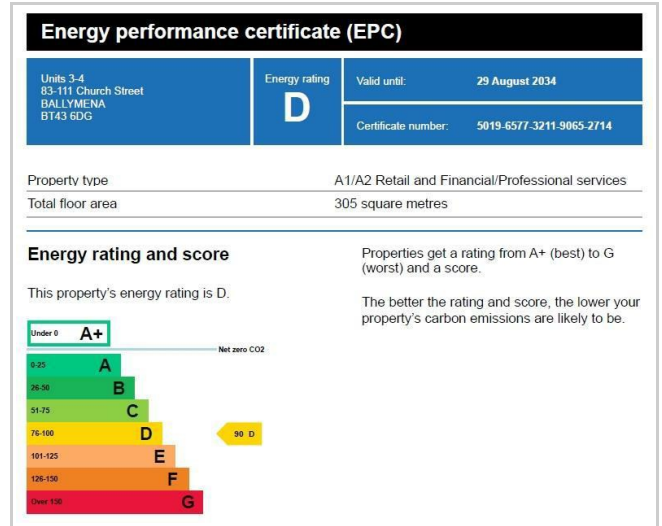 Energy performance certificate (EPC)
Units 3-4
83-111 Church Street
BALLYMENA
BT43 6DG
Energy rating
D
Valid until: 29 August 2034
Certificate number: 5019-6577-3211-9065-2714
Property type A1/A2 Retail and Financial/Professional services
Total floor area 305 square metres
Energy rating and score
This property's energy rating is D.
Under 0 A+
Net zero CO2
0-25 A
26-50 B
51-75 C
76-100 D
90 D
101-125 E
126-150 F
Over 150 G
Properties get a rating from A+ (best) to G
(worst) and a score.
The better the rating and score, the lower your
property's carbon emissions are likely to be.